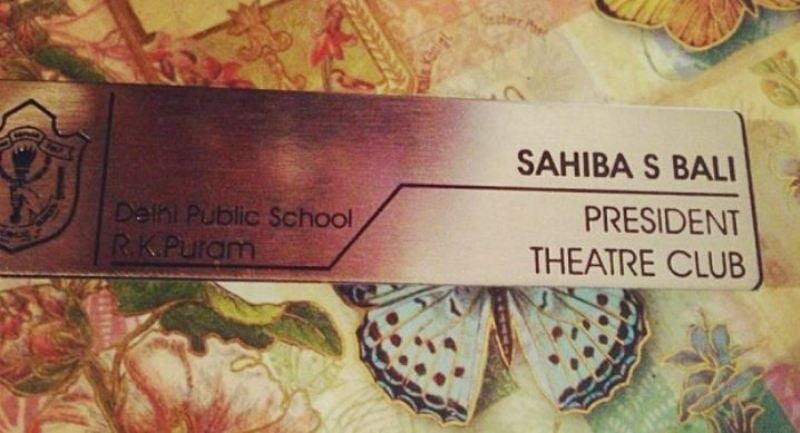 SAHIBA S BALI
PRESIDENT
THEATRE CLUB
Delhi Public School
R.K.Puram